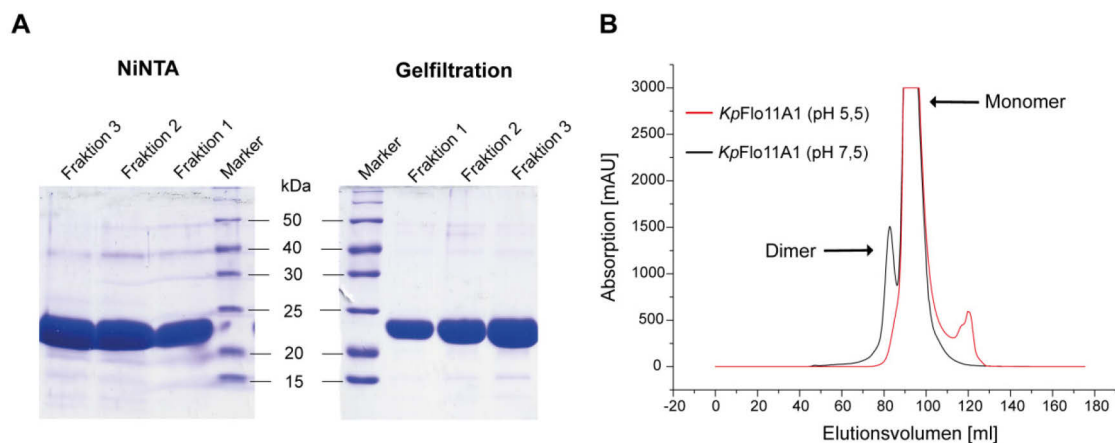 A
NiNTA
Fraktion 3
Fraktion 2
Fraktion 1
Marker
kDa
50
40
30
25
20
15
Gelfiltration
Marker
Fraktion 1
Fraktion 2
Fraktion 3
B
3000
2500
2000
1500
1000
500
0
Absorption [mAU]
KpFlo11A1 (pH 5,5)
KpFlo11A1 (pH 7,5)
Monomer
Dimer
-20 0 20 40 60 80 100 120 140 160 180
Elutionsvolumen [ml]